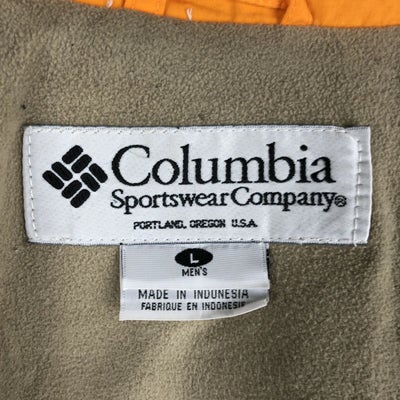 Columbia
Sportswear Company®
PORTLAND, OREGON U.S.A.
L
MEN'S
MADE IN INDONESIA
FABRIQUE EN INDONESIE